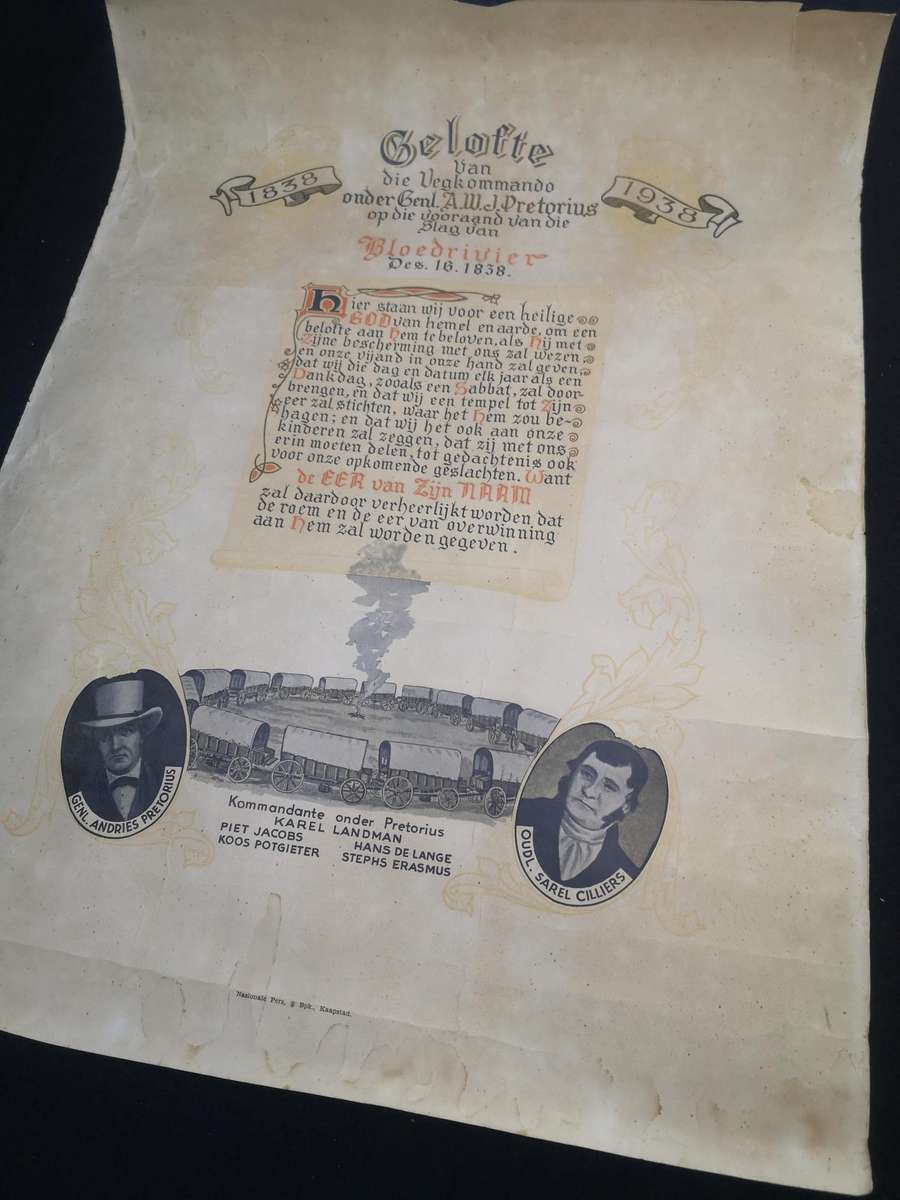 Gelofte
van
die Vegkommando
onder Genl. A.W.J. Pretorius
op die vooraand van die
Slag van
Bloedrivier
Des. 16. 1838.
1838
1938
Hier staan wij voor een heilige
GOD van hemel en aarde, om een
belofte aan Hem te beloven, als Hij met
Zijne bescherming met ons zal wezen
en onze vijand in onze hand zal geven,
dat wij die dag en datum elk jaar als een
Dankdag, zooals een Sabbat, zal door-
brengen, en dat wij een tempel tot Zijn
eer zal stichten, waar het Hem zou be-
hagen; en dat wij het ook aan onze
kinderen zal zeggen, dat zij met ons
erin moeten delen, tot gedachtenis ook
voor onze opkomende geslachten. Want
de EER van Zijn NAAM
zal daardoor verheerlijkt worden, dat
de roem en de eer van overwinning
aan Hem zal worden gegeven.
GENL. ANDRIES PRETORIUS
OUDL. SAREL CILLIERS
Kommandante onder Pretorius
KAREL LANDMAN
PIET JACOBS HANS DE LANGE
KOOS POTGIETER STEPHS ERASMUS
Nasionale Pers, Bpk., Kaapstad.